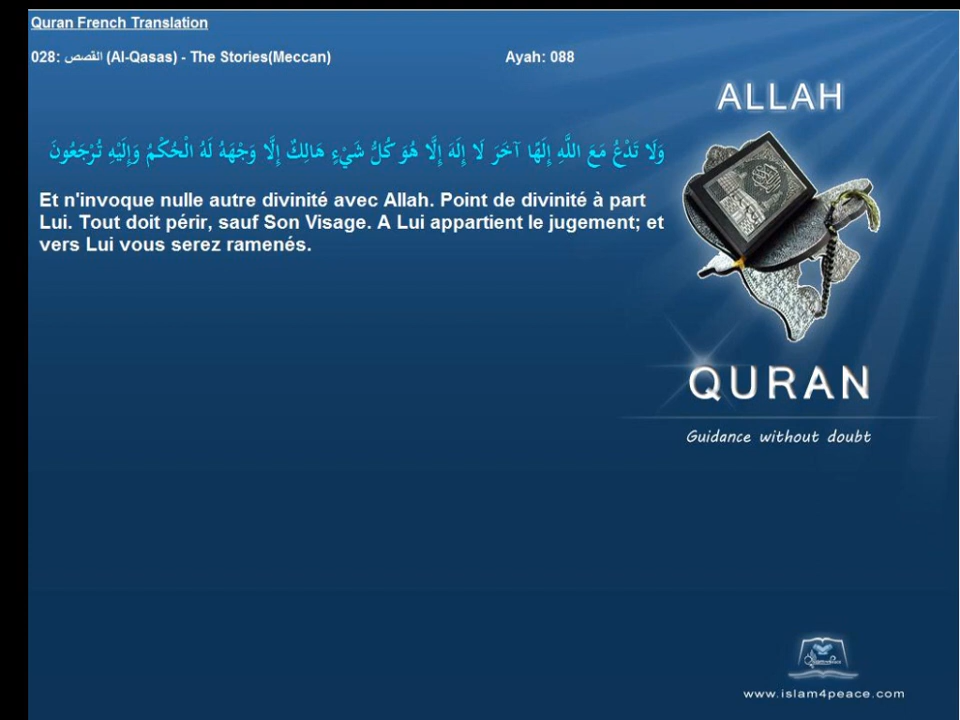 Quran French Translation
028: القصص (Al-Qasas) - The Stories(Meccan) Ayah: 088
ALLAH
وَلَا تَدْعُ مَعَ اللَّهِ إِلَهًا آخَرَ لَا إِلَهَ إِلَّا هُوَ كُلُّ شَيْءٍ هَالِكٌ إِلَّا وَجْهَهُ لَهُ الْحُكْمُ وَإِلَيْهِ تُرْجَعُونَ
Et n'invoque nulle autre divinité avec Allah. Point de divinité à part
Lui. Tout doit périr, sauf Son Visage. A Lui appartient le jugement; et
vers Lui vous serez ramenés.
QURAN
Guidance without doubt
www.islam4peace.com